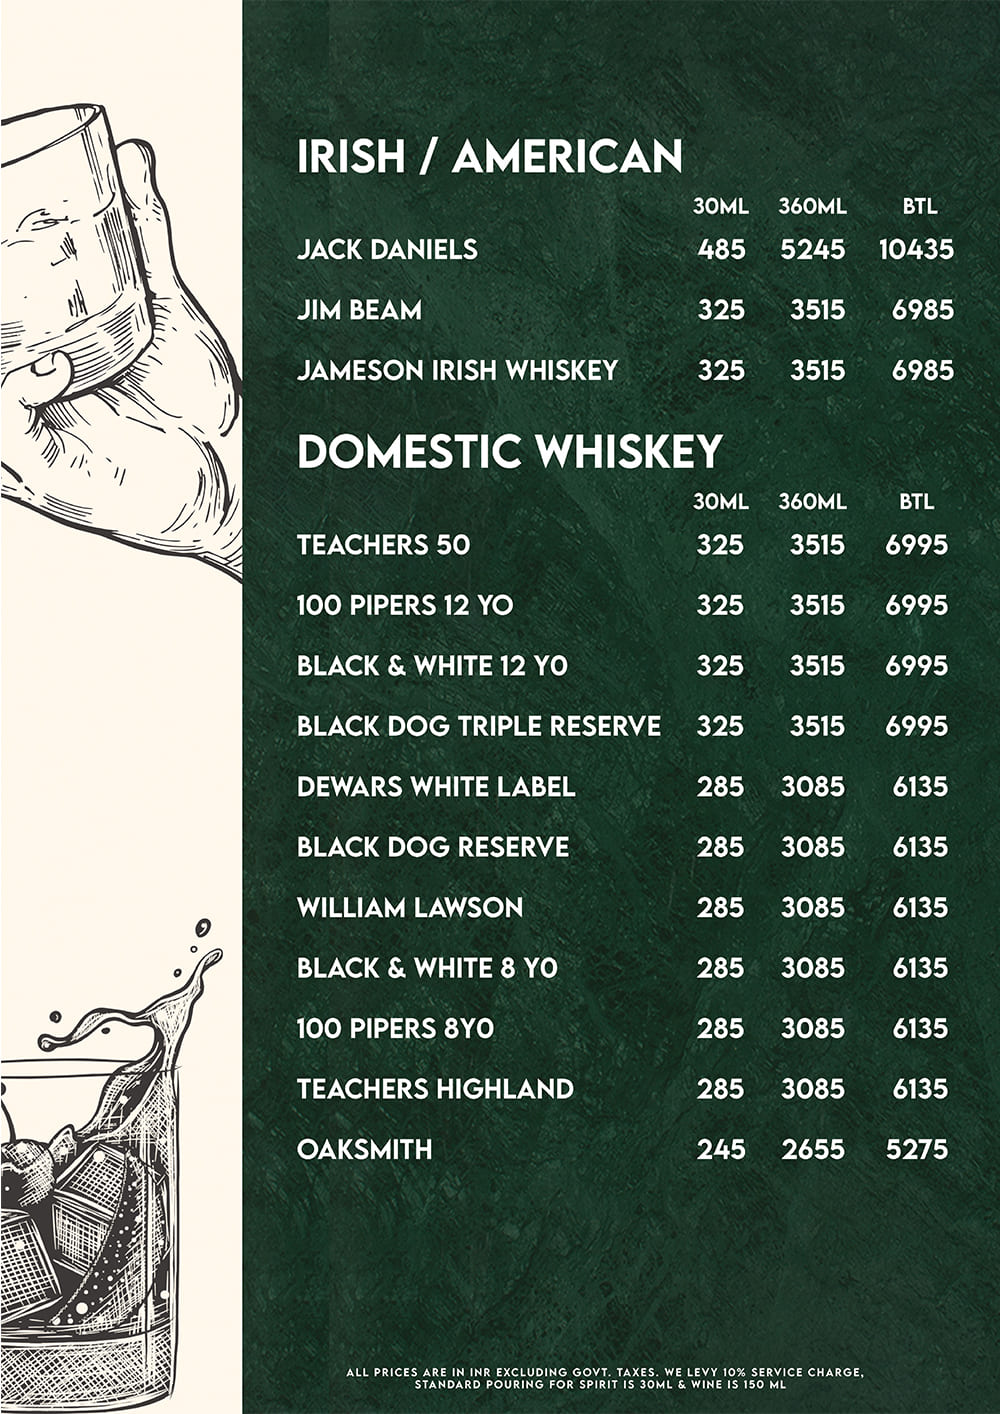 IRISH / AMERICAN
30ML 360ML BTL
JACK DANIELS 485 5245 10435
JIM BEAM 325 3515 6985
JAMESON IRISH WHISKEY 325 3515 6985
DOMESTIC WHISKEY
30ML 360ML BTL
TEACHERS 50 325 3515 6995
100 PIPERS 12 YO 325 3515 6995
BLACK & WHITE 12 YO 325 3515 6995
BLACK DOG TRIPLE RESERVE 325 3515 6995
DEWARS WHITE LABEL 285 3085 6135
BLACK DOG RESERVE 285 3085 6135
WILLIAM LAWSON 285 3085 6135
BLACK & WHITE 8 YO 285 3085 6135
100 PIPERS 8YO 285 3085 6135
TEACHERS HIGHLAND 285 3085 6135
OAKSMITH 245 2655 5275
ALL PRICES ARE IN INR EXCLUDING GOVT. TAXES. WE LEVY 10% SERVICE CHARGE,
STANDARD POURING FOR SPIRIT IS 30ML & WINE IS 150 ML